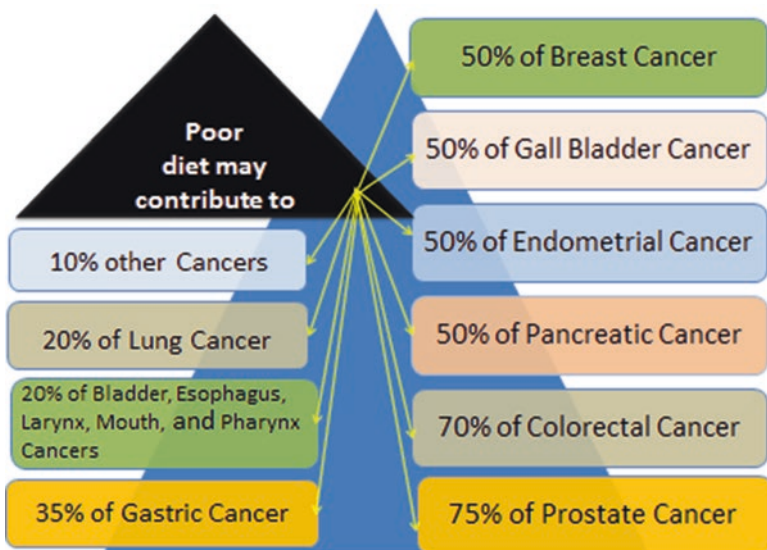 Poor
diet may
contribute to
10% other Cancers
20% of Lung Cancer
20% of Bladder, Esophagus,
Larynx, Mouth, and Pharynx
Cancers
35% of Gastric Cancer
50% of Breast Cancer
50% of Gall Bladder Cancer
50% of Endometrial Cancer
50% of Pancreatic Cancer
70% of Colorectal Cancer
75% of Prostate Cancer